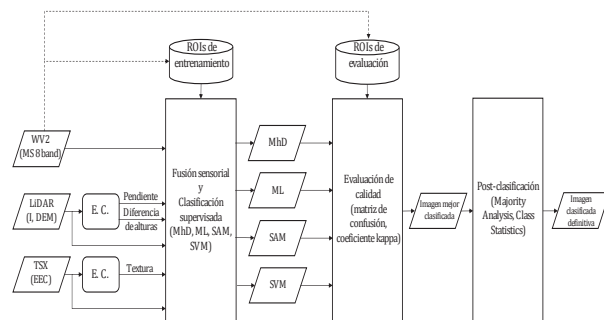 ROIs de
entrenamiento
ROIs de
evaluación
WV2
(MS 8 band)
LiDAR
(I, DEM)
E. C.
Pendiente
Diferencia
de alturas
TSX
(EEC)
E. C.
Textura
Fusión sensorial
y
Clasificación
supervisada
(MhD, ML, SAM,
SVM)
MhD
ML
SAM
SVM
Evaluación de
calidad
(matriz de
confusión,
coeficiente kappa)
Imagen mejor
clasificada
Post-clasificación
(Majority
Analysis, Class
Statistics)
Imagen
clasificada
definitiva